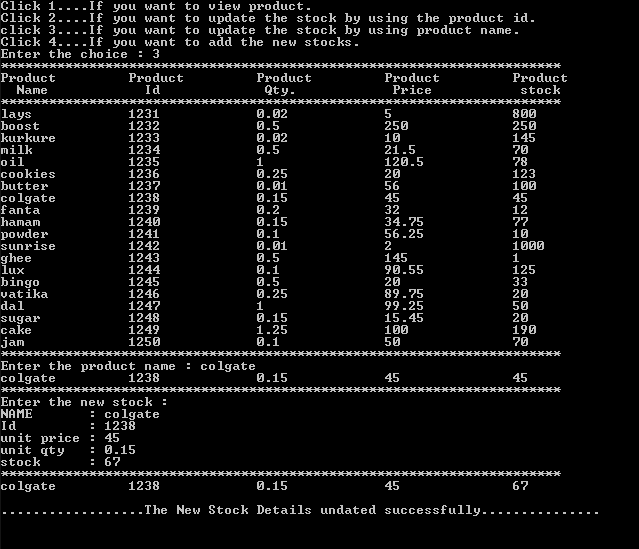 Click 1....If you want to view product.
Click 2....If you want to update the stock by using the product id.
click 3....If you want to update the stock by using product name.
Click 4....If you want to add the new stocks.
Enter the choice : 3
**********************************************************************
Product Product Product Product Product
Name Id Qty. Price stock
**********************************************************************
lays 1231 0.02 5 800
boost 1232 0.5 250 250
kurkure 1233 0.02 10 145
milk 1234 0.5 21.5 70
oil 1235 1 120.5 78
cookies 1236 0.25 20 123
butter 1237 0.01 56 100
colgate 1238 0.15 45 45
fanta 1239 0.2 32 12
hamam 1240 0.15 34.75 77
powder 1241 0.1 56.25 10
sunrise 1242 0.01 2 1000
ghee 1243 0.5 145 1
lux 1244 0.1 90.55 125
bingo 1245 0.5 20 33
vatika 1246 0.25 89.75 20
dal 1247 1 99.25 50
sugar 1248 0.15 15.45 20
cake 1249 1.25 100 190
jam 1250 0.1 50 70
**********************************************************************
Enter the product name : colgate
colgate 1238 0.15 45 45
**********************************************************************
Enter the new stock :
NAME : colgate
Id : 1238
unit price : 45
unit qty : 0.15
stock : 67
**********************************************************************
colgate 1238 0.15 45 67
..................The New Stock Details undated successfully...............